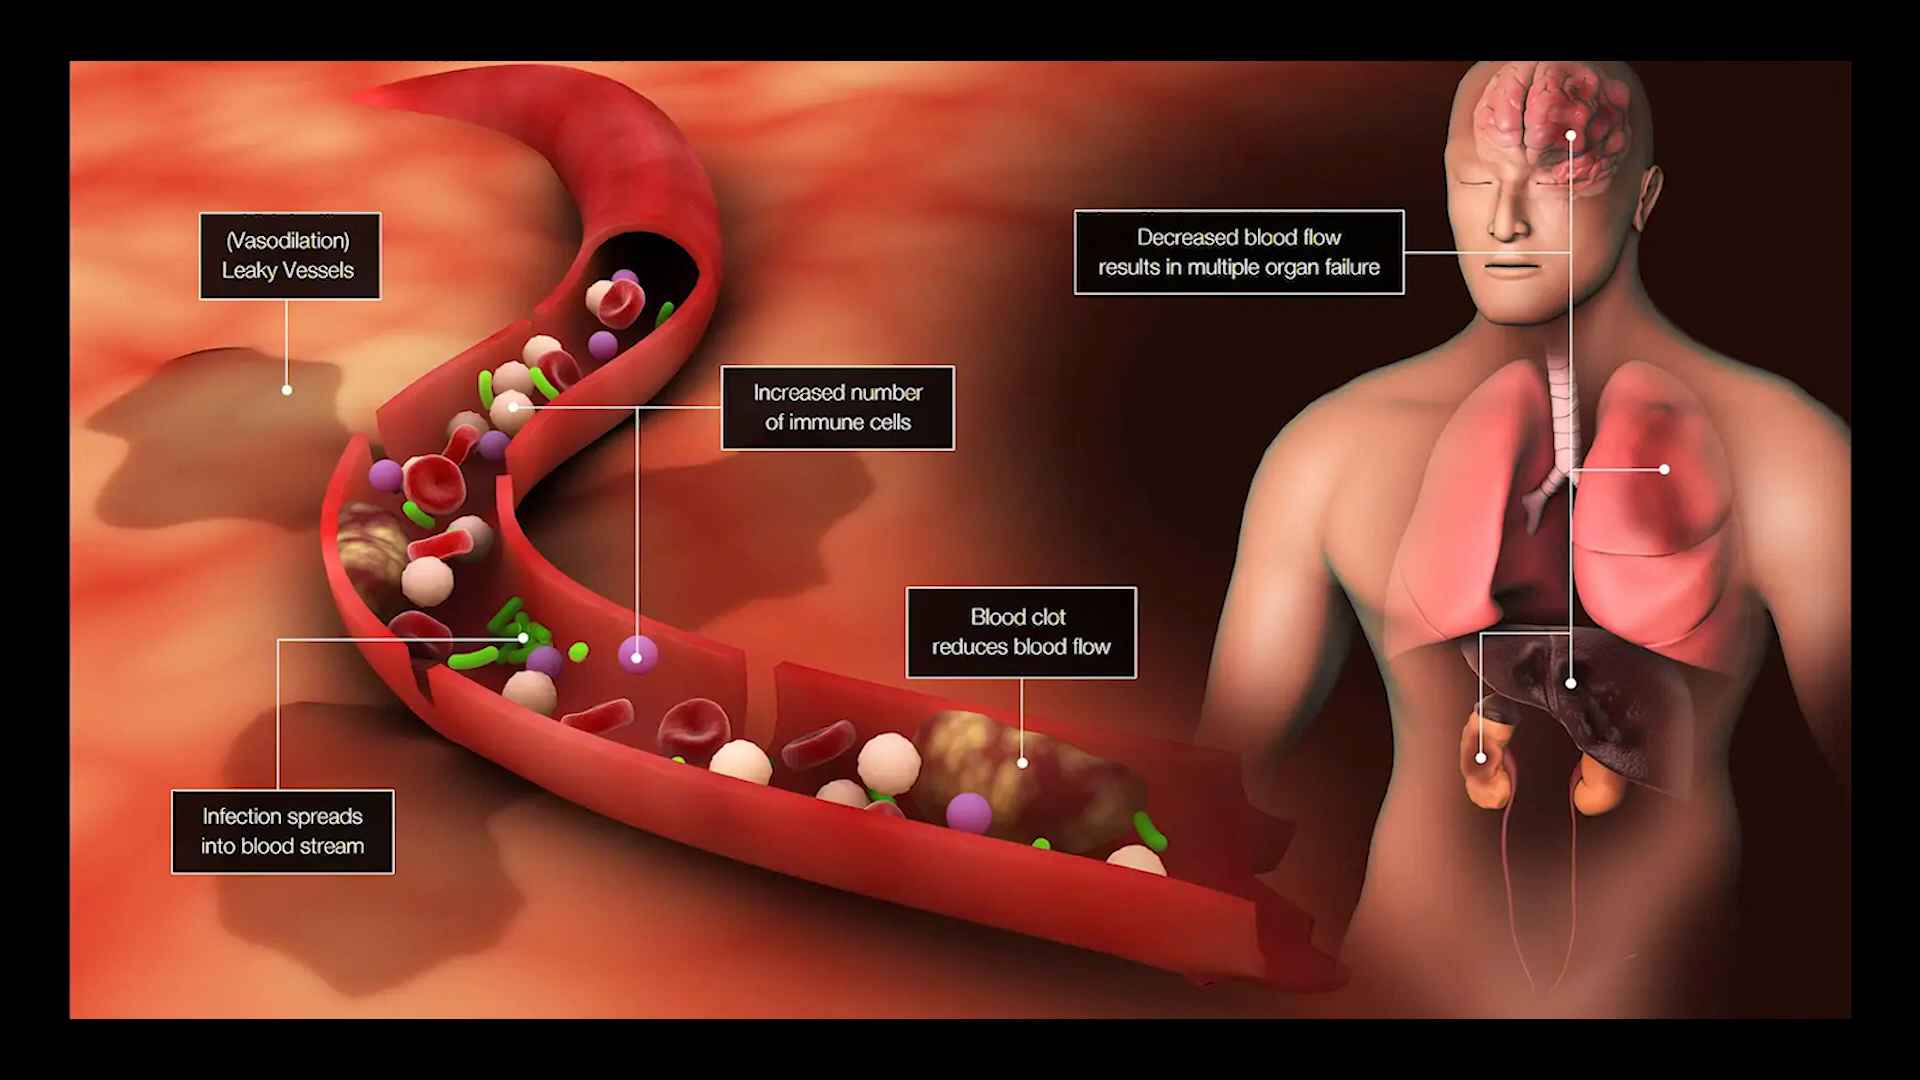 (Vasodilation)
Leaky Vessels
Decreased blood flow
results in multiple organ failure
Increased number
of immune cells
Blood clot
reduces blood flow
Infection spreads
into blood stream